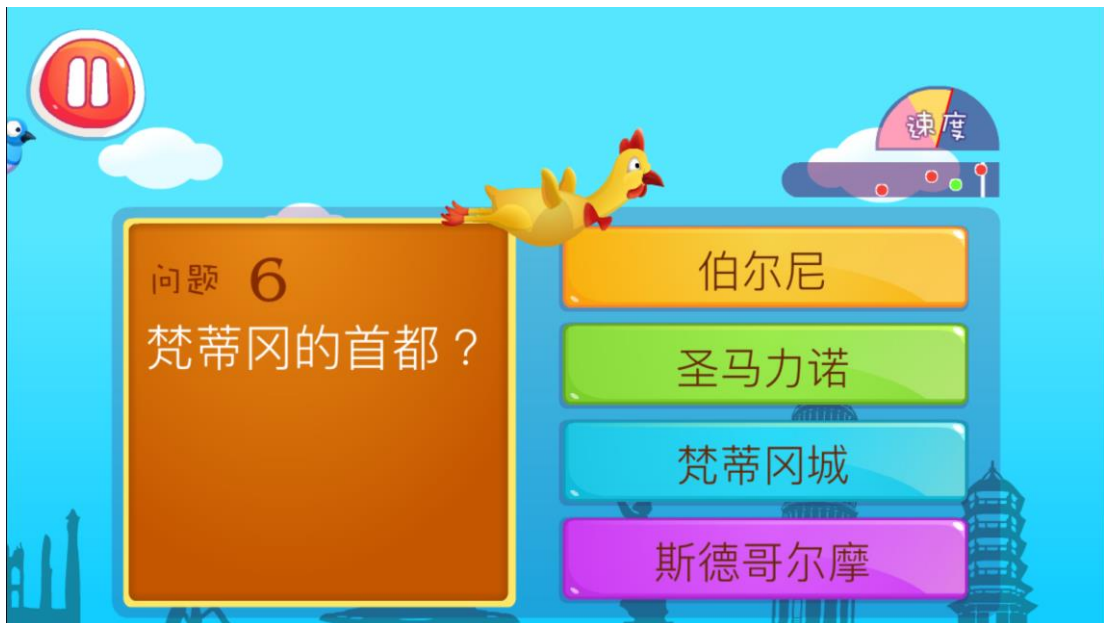 速度
问题 6
梵蒂冈的首都？
伯尔尼
圣马力诺
梵蒂冈城
斯德哥尔摩